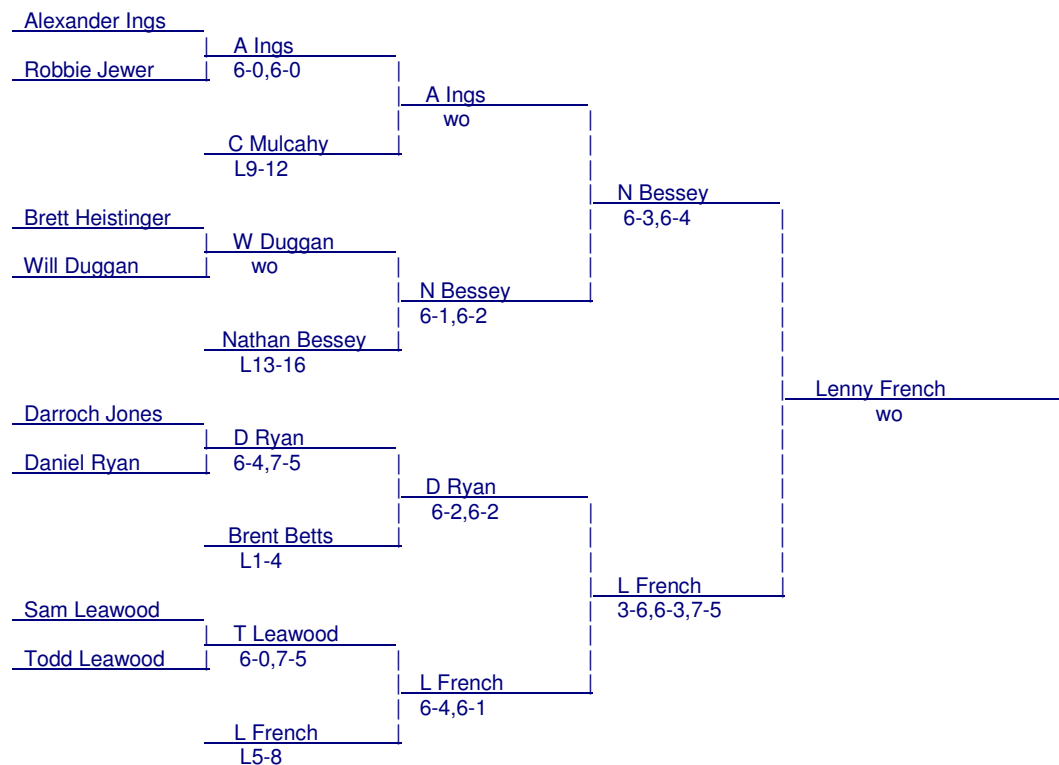 Alexander Ings
A Ings
Robbie Jewer
6-0,6-0
A Ings
wo
C Mulcahy
L9-12
N Bessey
6-3,6-4
Brett Heistinger
W Duggan
Will Duggan
wo
N Bessey
6-1,6-2
Nathan Bessey
L13-16
Lenny French
wo
Darroch Jones
D Ryan
Daniel Ryan
6-4,7-5
D Ryan
6-2,6-2
Brent Betts
L1-4
L French
3-6,6-3,7-5
Sam Leawood
T Leawood
Todd Leawood
6-0,7-5
L French
6-4,6-1
L French
L5-8